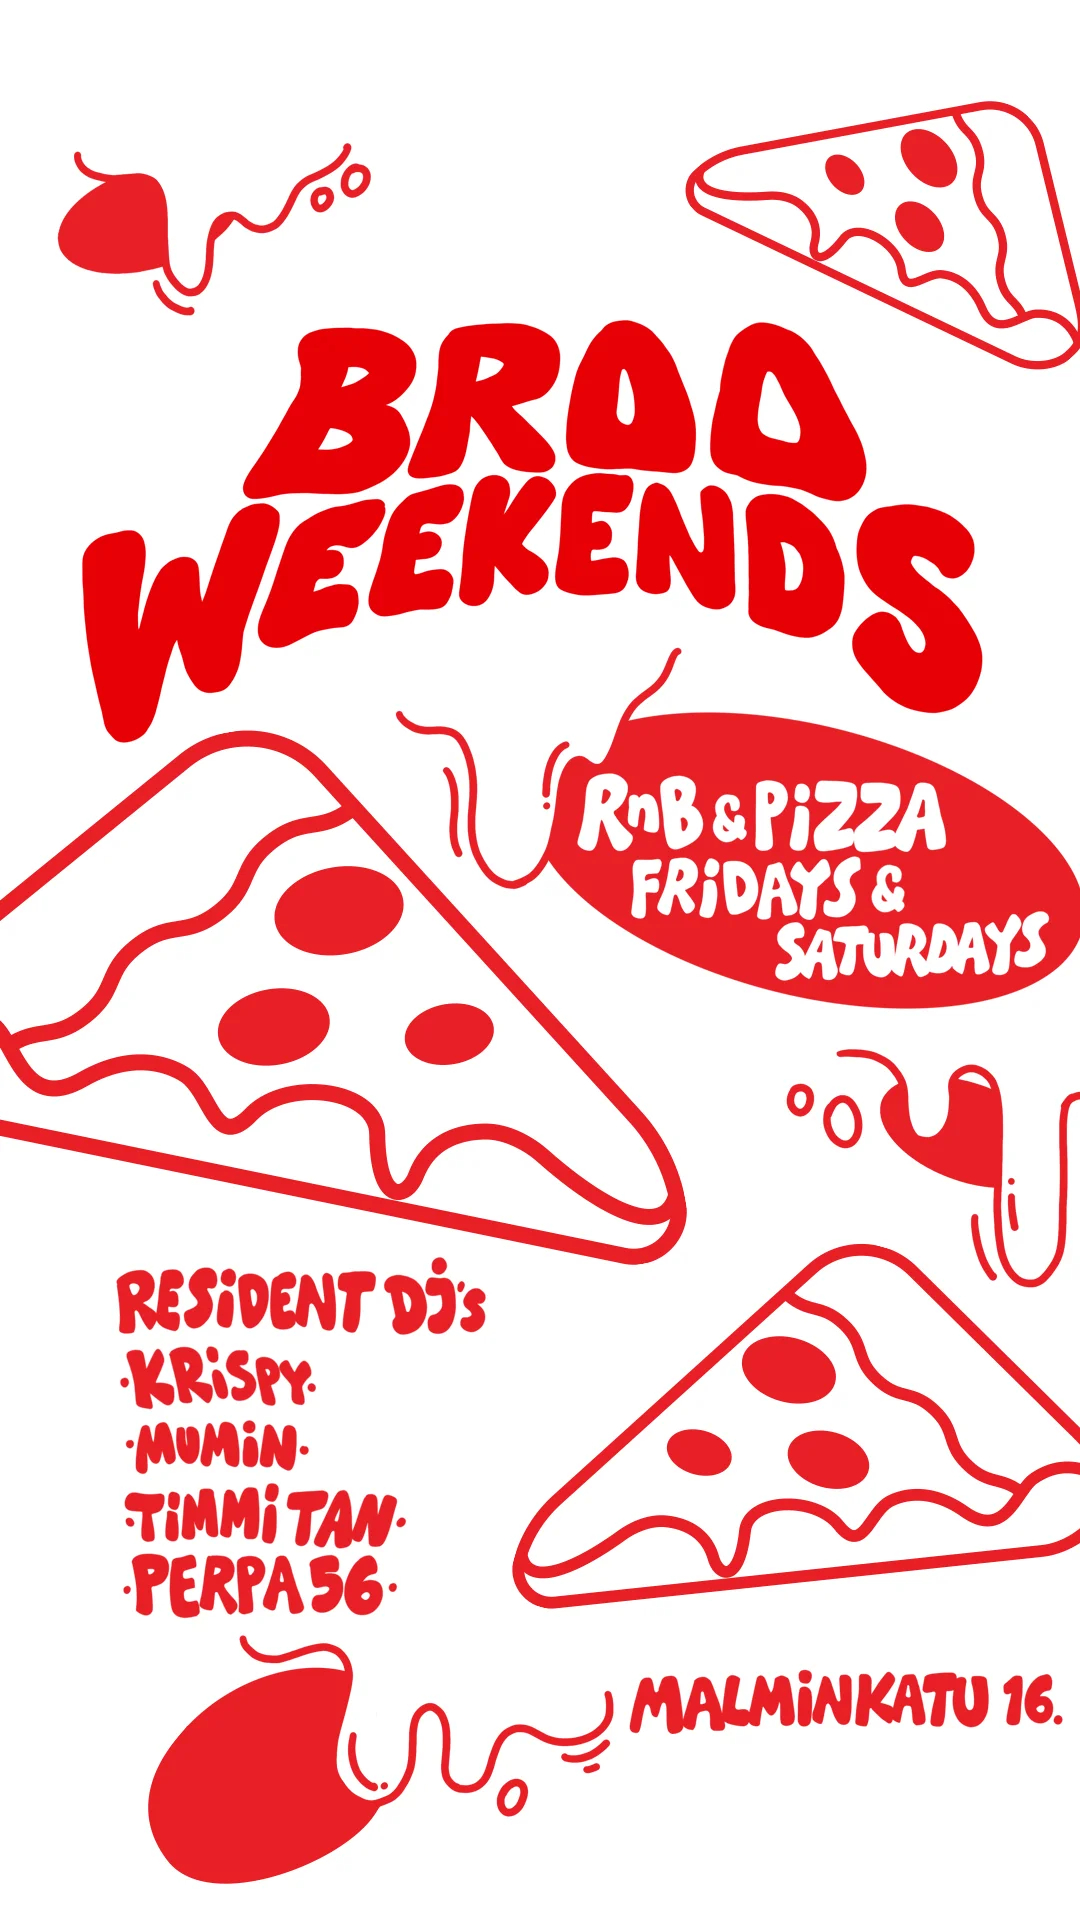 BROO
WEEKENDS
RnB & PiZZA
FRiDAYS &
SATURDAYS
RESiDENT Dj's
·KRiSPY·
·MUMiN·
·TiMMi TAN·
·PERPA 56·
MALMiNKATU 16.